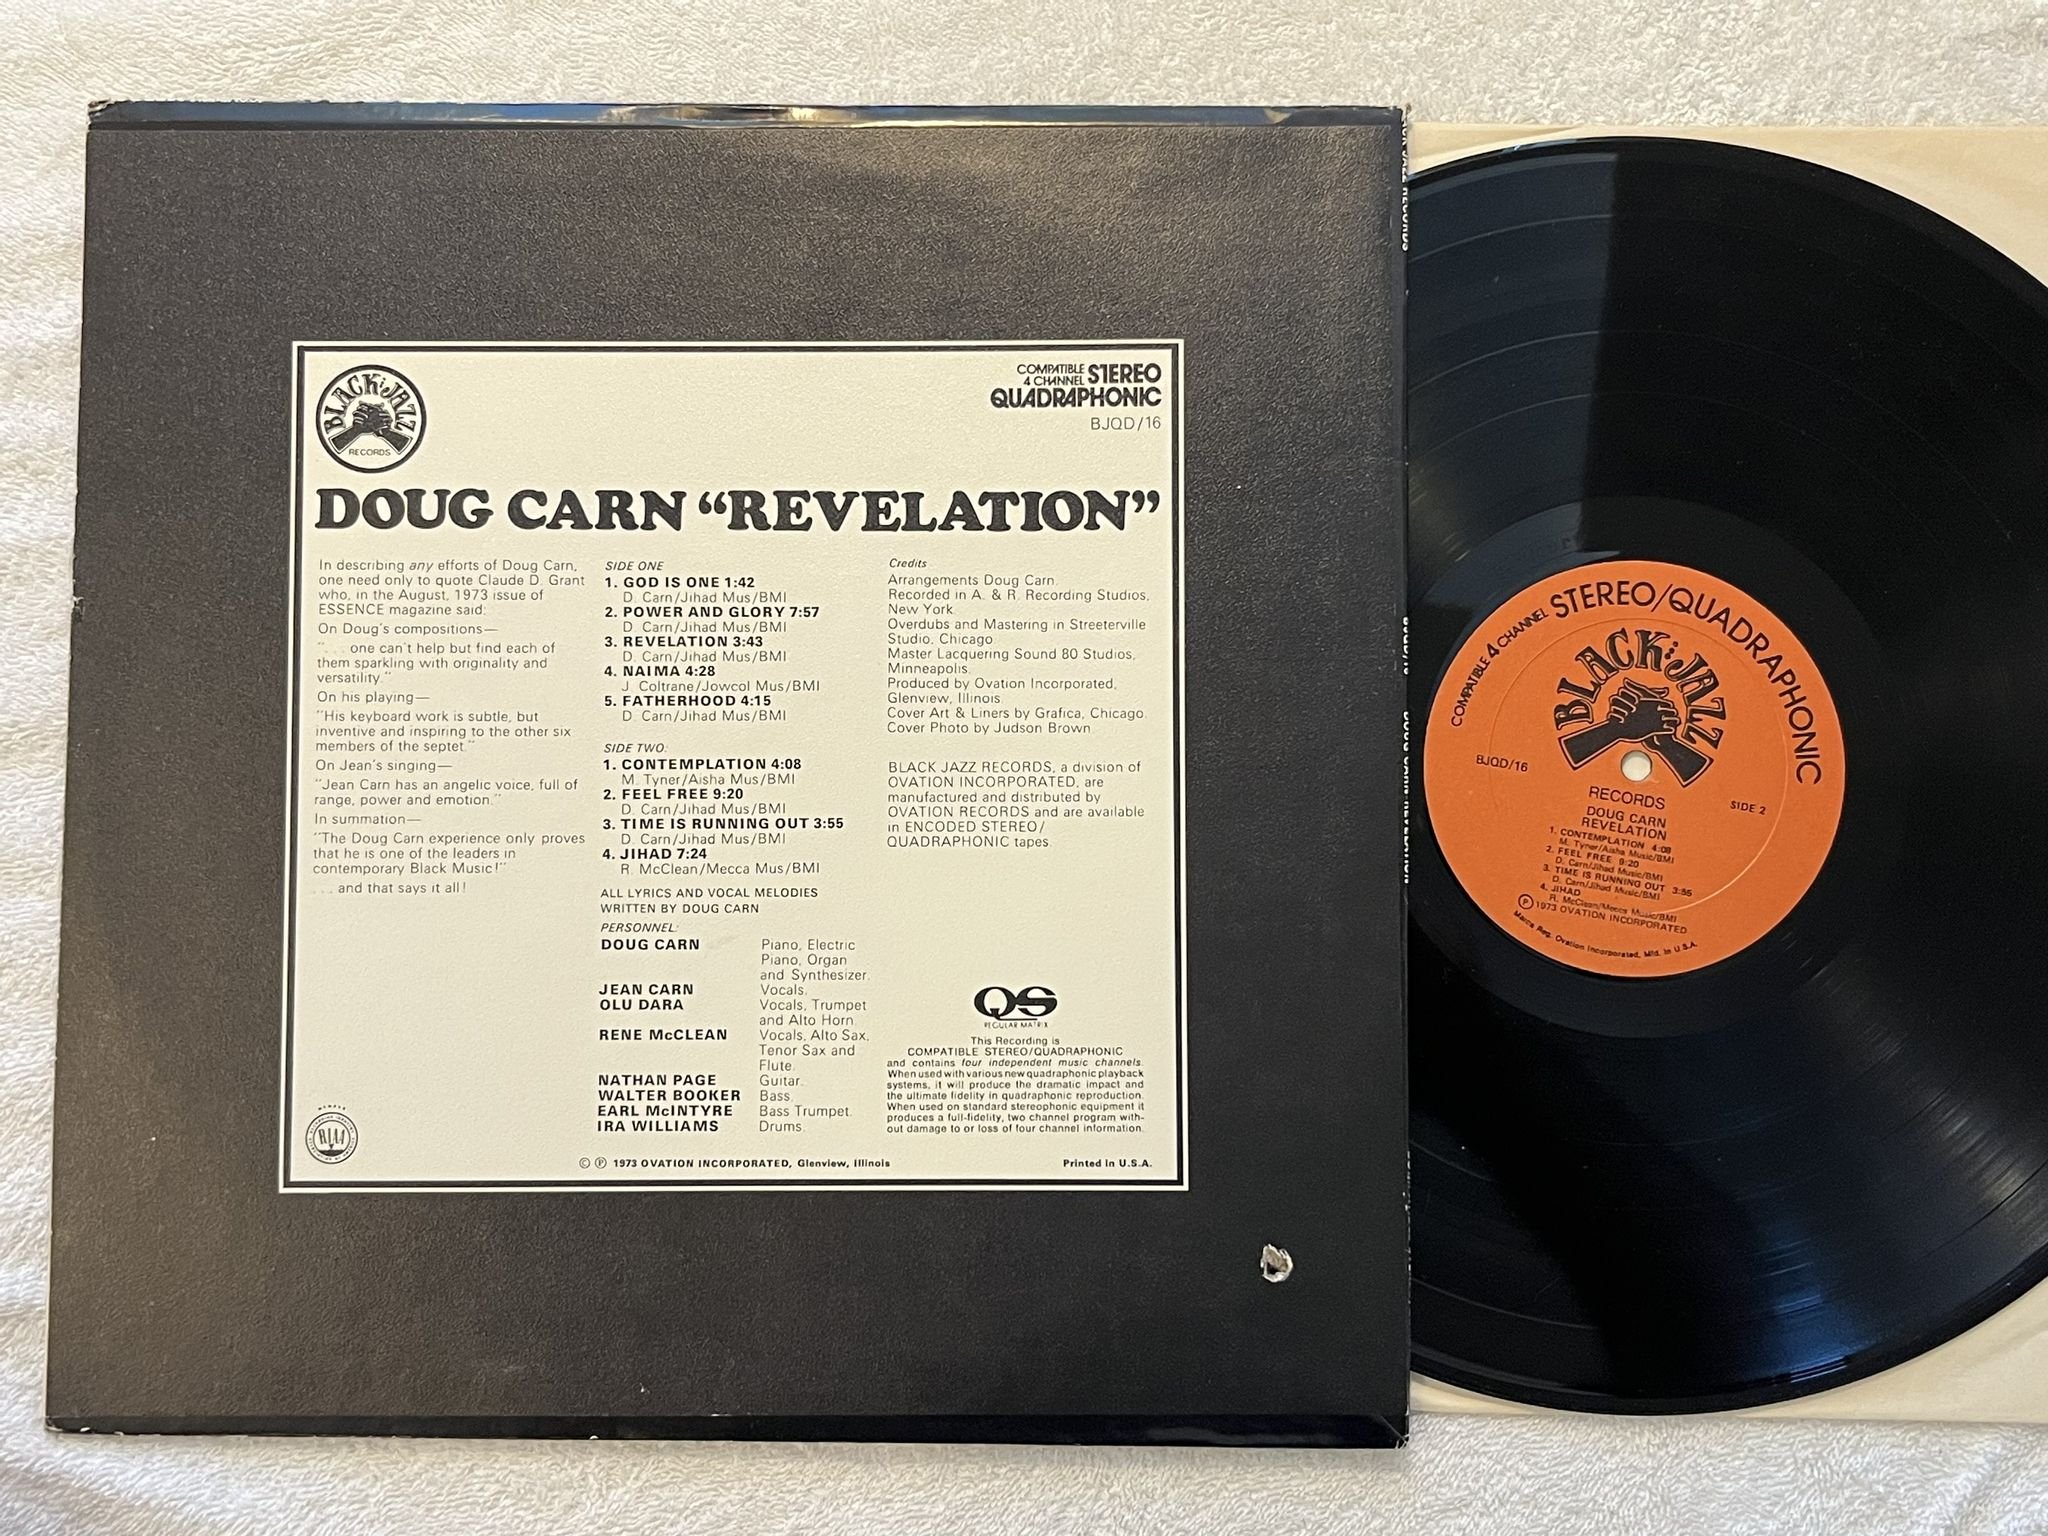 BLACK JAZZ
RECORDS
COMPATIBLE
4 CHANNEL STEREO
QUADRAPHONIC
BJQD/16
DOUG CARN “REVELATION”
In describing any efforts of Doug Carn,
one need only to quote Claude D. Grant
who, in the August, 1973 issue of
ESSENCE magazine said:
On Doug's compositions—
". . . one can't help but find each of
them sparkling with originality and
versatility."
On his playing—
"His keyboard work is subtle, but
inventive and inspiring to the other six
members of the septet."
On Jean's singing—
"Jean Carn has an angelic voice, full of
range, power and emotion."
In summation—
"The Doug Carn experience only proves
that he is one of the leaders in
contemporary Black Music!"
. . . and that says it all!
SIDE ONE
1. GOD IS ONE 1:42
D. Carn/Jihad Mus/BMI
2. POWER AND GLORY 7:57
D. Carn/Jihad Mus/BMI
3. REVELATION 3:43
D. Carn/Jihad Mus/BMI
4. NAIMA 4:28
J. Coltrane/Jowcol Mus/BMI
5. FATHERHOOD 4:15
D. Carn/Jihad Mus/BMI
SIDE TWO:
1. CONTEMPLATION 4:08
M. Tyner/Aisha Mus/BMI
2. FEEL FREE 9:20
D. Carn/Jihad Mus/BMI
3. TIME IS RUNNING OUT 3:55
D. Carn/Jihad Mus/BMI
4. JIHAD 7:24
R. McClean/Mecca Mus/BMI
ALL LYRICS AND VOCAL MELODIES
WRITTEN BY DOUG CARN
PERSONNEL:
DOUG CARN Piano, Electric
Piano, Organ
and Synthesizer.
JEAN CARN Vocals.
OLU DARA Vocals, Trumpet
and Alto Horn.
RENE McCLEAN Vocals, Alto Sax,
Tenor Sax and
Flute.
NATHAN PAGE Guitar.
WALTER BOOKER Bass.
EARL McINTYRE Bass Trumpet.
IRA WILLIAMS Drums.
Credits
Arrangements Doug Carn.
Recorded in A. & R. Recording Studios,
New York.
Overdubs and Mastering in Streeterville
Studio, Chicago.
Master Lacquering Sound 80 Studios,
Minneapolis.
Produced by Ovation Incorporated,
Glenview, Illinois.
Cover Art & Liners by Grafica, Chicago.
Cover Photo by Judson Brown.
BLACK JAZZ RECORDS, a division of
OVATION INCORPORATED, are
manufactured and distributed by
OVATION RECORDS and are available
in ENCODED STEREO/
QUADRAPHONIC tapes.
QS
REGULAR MATRIX
This Recording is
COMPATIBLE STEREO/QUADRAPHONIC
and contains four independent music channels.
When used with various new quadraphonic playback
systems, it will produce the dramatic impact and
the ultimate fidelity in quadraphonic reproduction.
When used on standard stereophonic equipment it
produces a full-fidelity, two channel program with-
out damage to or loss of four channel information.
MEMBER
RIAA
© ℗ 1973 OVATION INCORPORATED, Glenview, Illinois
Printed in U.S.A.
JAZZ RECORDS
BJQD/16
DOUG CARN REVELATION
COMPATIBLE 4 CHANNEL STEREO/QUADRAPHONIC
BLACK JAZZ
RECORDS
BJQD/16
SIDE 2
DOUG CARN
REVELATION
1. CONTEMPLATION 4:08
M. Tyner/Aisha Music/BMI
2. FEEL FREE 9:20
D. Carn/Jihad Music/BMI
3. TIME IS RUNNING OUT 3:55
D. Carn/Jihad Music/BMI
4. JIHAD
R. McClean/Mecca Music/BMI
℗ 1973 OVATION INCORPORATED
Marca Reg. Ovation Incorporated, Mfd. in U.S.A.